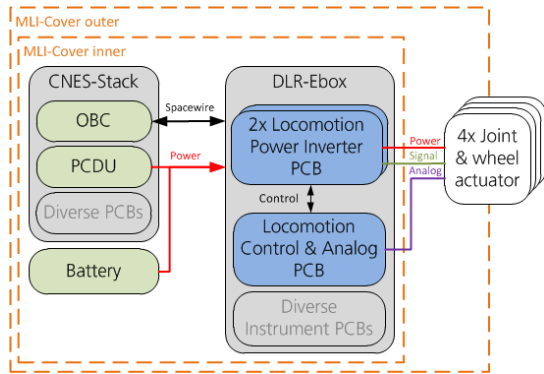 MLI-Cover outer
MLI-Cover inner
CNES-Stack
OBC
PCDU
Diverse PCBs
Battery
Spacewire
Power
DLR-Ebox
2x Locomotion
Power Inverter
PCB
Control
Locomotion
Control & Analog
PCB
Diverse
Instrument PCBs
Power
Signal
Analog
4x Joint
& wheel
actuator